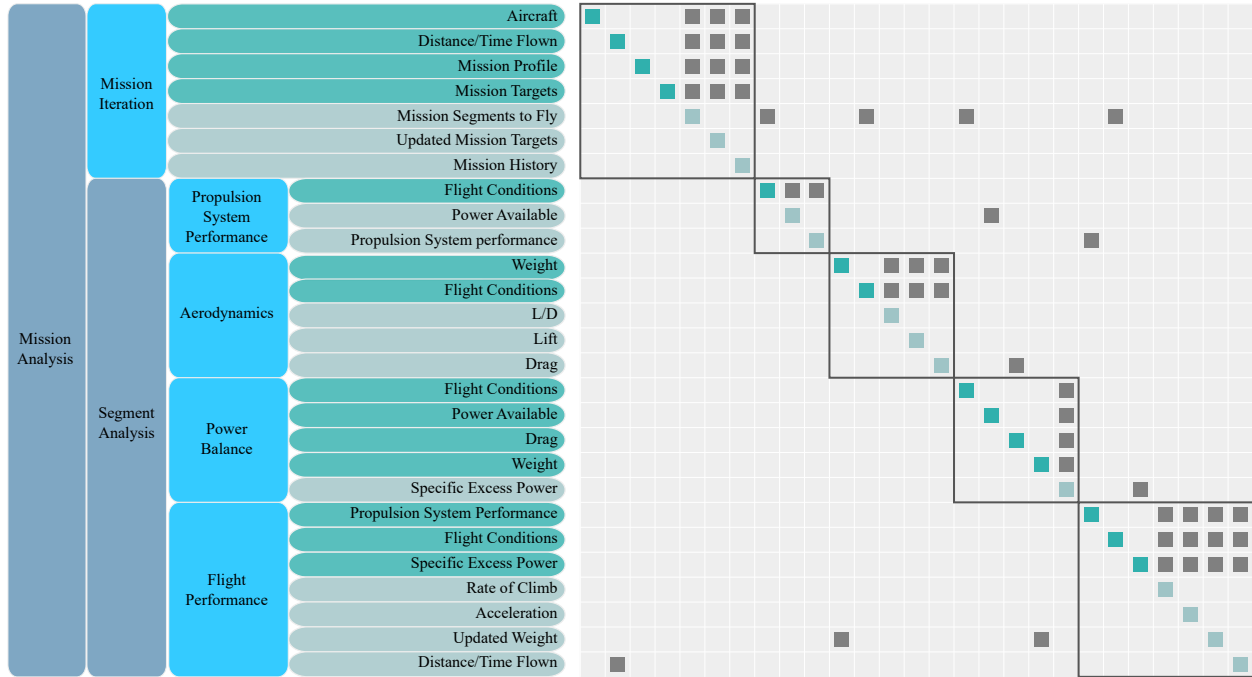 Mission
Analysis
Mission
Iteration
Aircraft
Distance/Time Flown
Mission Profile
Mission Targets
Mission Segments to Fly
Updated Mission Targets
Mission History
Segment
Analysis
Propulsion
System
Performance
Flight Conditions
Power Available
Propulsion System performance
Aerodynamics
Weight
Flight Conditions
L/D
Lift
Drag
Power
Balance
Flight Conditions
Power Available
Drag
Weight
Specific Excess Power
Flight
Performance
Propulsion System Performance
Flight Conditions
Specific Excess Power
Rate of Climb
Acceleration
Updated Weight
Distance/Time Flown